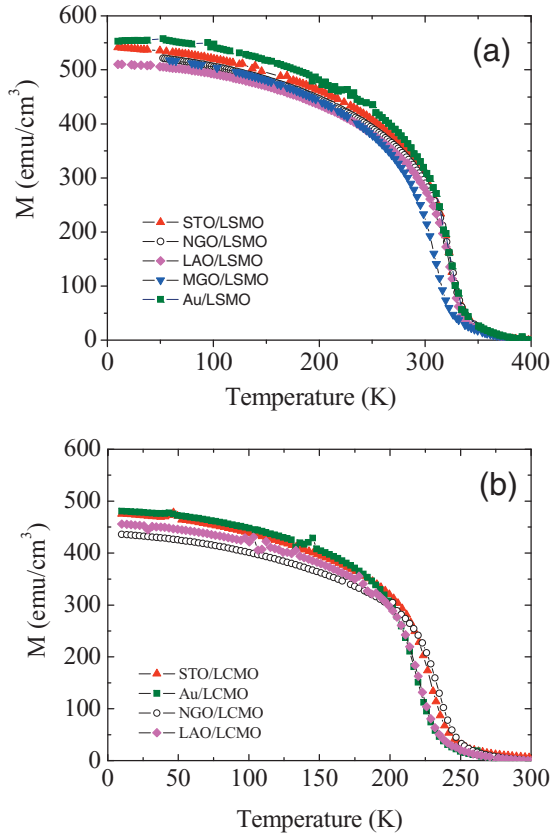 600
(a)
500
400
M (emu/cm³)
300
STO/LSMO
NGO/LSMO
200
LAO/LSMO
MGO/LSMO
100
Au/LSMO
0
0 100 200 300 400
Temperature (K)
600
(b)
500
400
M (emu/cm³)
300
200
STO/LCMO
Au/LCMO
100
NGO/LCMO
LAO/LCMO
0
0 50 100 150 200 250 300
Temperature (K)